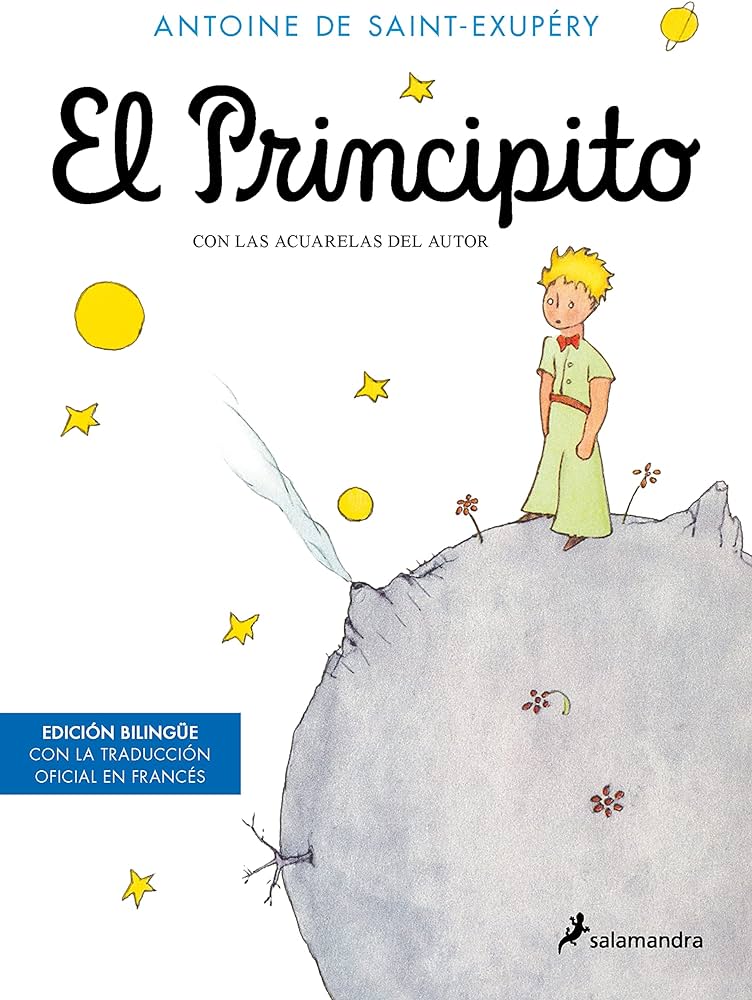 ANTOINE DE SAINT-EXUPÉRY
El Principito
CON LAS ACUARELAS DEL AUTOR
EDICIÓN BILINGÜE
CON LA TRADUCCIÓN
OFICIAL EN FRANCÉS
salamandra